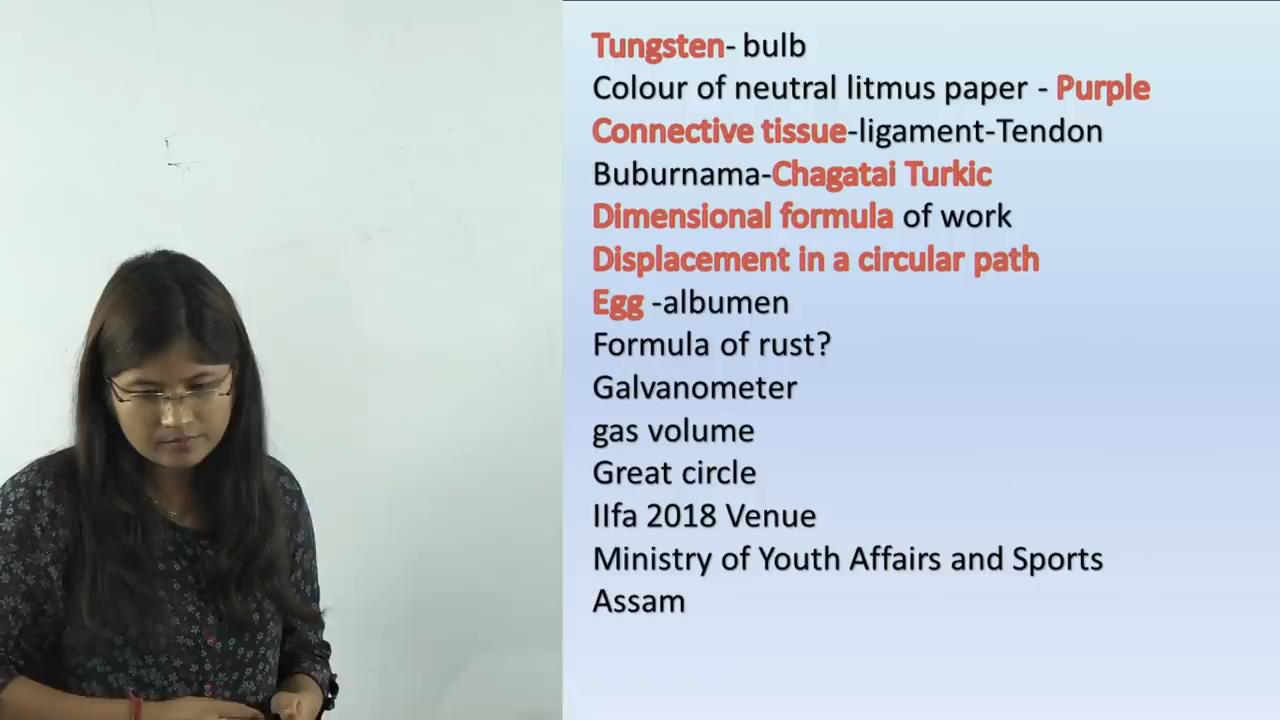 Tungsten- bulb
Colour of neutral litmus paper - Purple
Connective tissue-ligament-Tendon
Buburnama-Chagatai Turkic
Dimensional formula of work
Displacement in a circular path
Egg -albumen
Formula of rust?
Galvanometer
gas volume
Great circle
IIfa 2018 Venue
Ministry of Youth Affairs and Sports
Assam